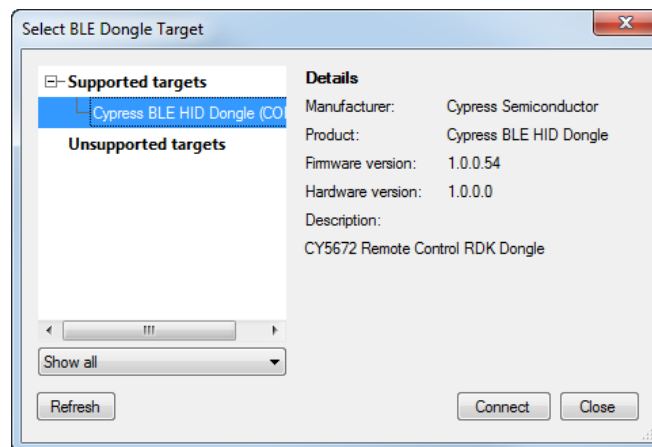 Select BLE Dongle Target
Supported targets
Cypress BLE HID Dongle
Unsupported targets
Show all
Refresh
Details
Manufacturer: Cypress Semiconductor
Product: Cypress BLE HID Dongle
Firmware version: 1.0.0.54
Hardware version: 1.0.0.0
Description:
CY5672 Remote Control RDK Dongle
Connect Close